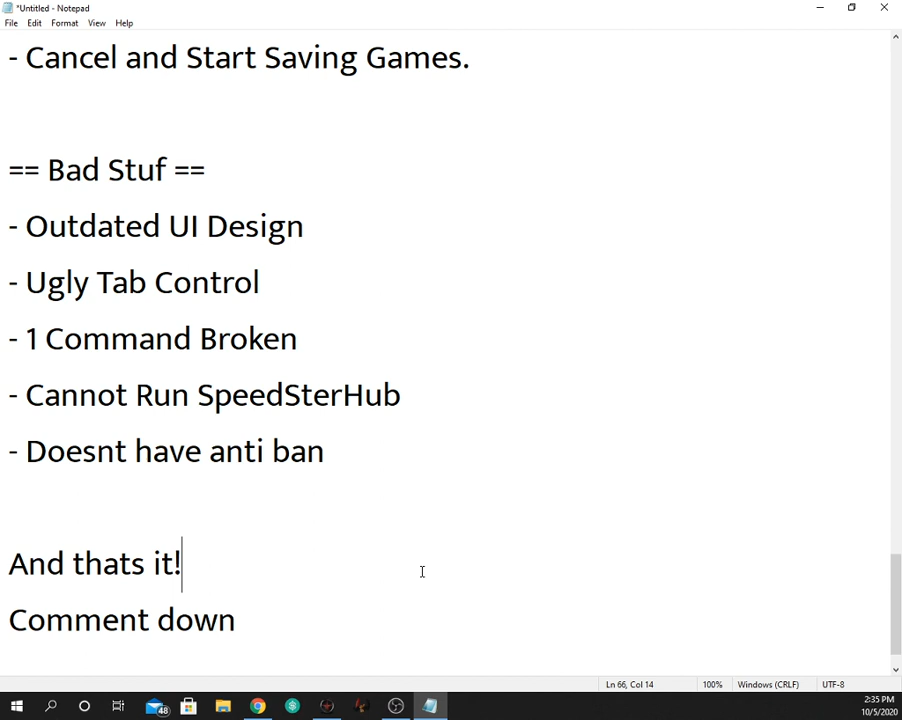 *Untitled - Notepad
File Edit Format View Help
- Cancel and Start Saving Games.
== Bad Stuf ==
- Outdated UI Design
- Ugly Tab Control
- 1 Command Broken
- Cannot Run SpeedSterHub
- Doesnt have anti ban
And thats it!
Comment down
Ln 66, Col 14 100% Windows (CRLF) UTF-8
48
2:35 PM
10/5/2020